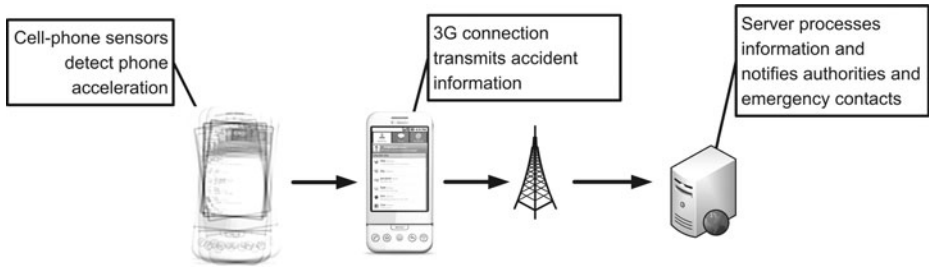 Cell-phone sensors
detect phone
acceleration
3G connection
transmits accident
information
Server processes
information and
notifies authorities and
emergency contacts